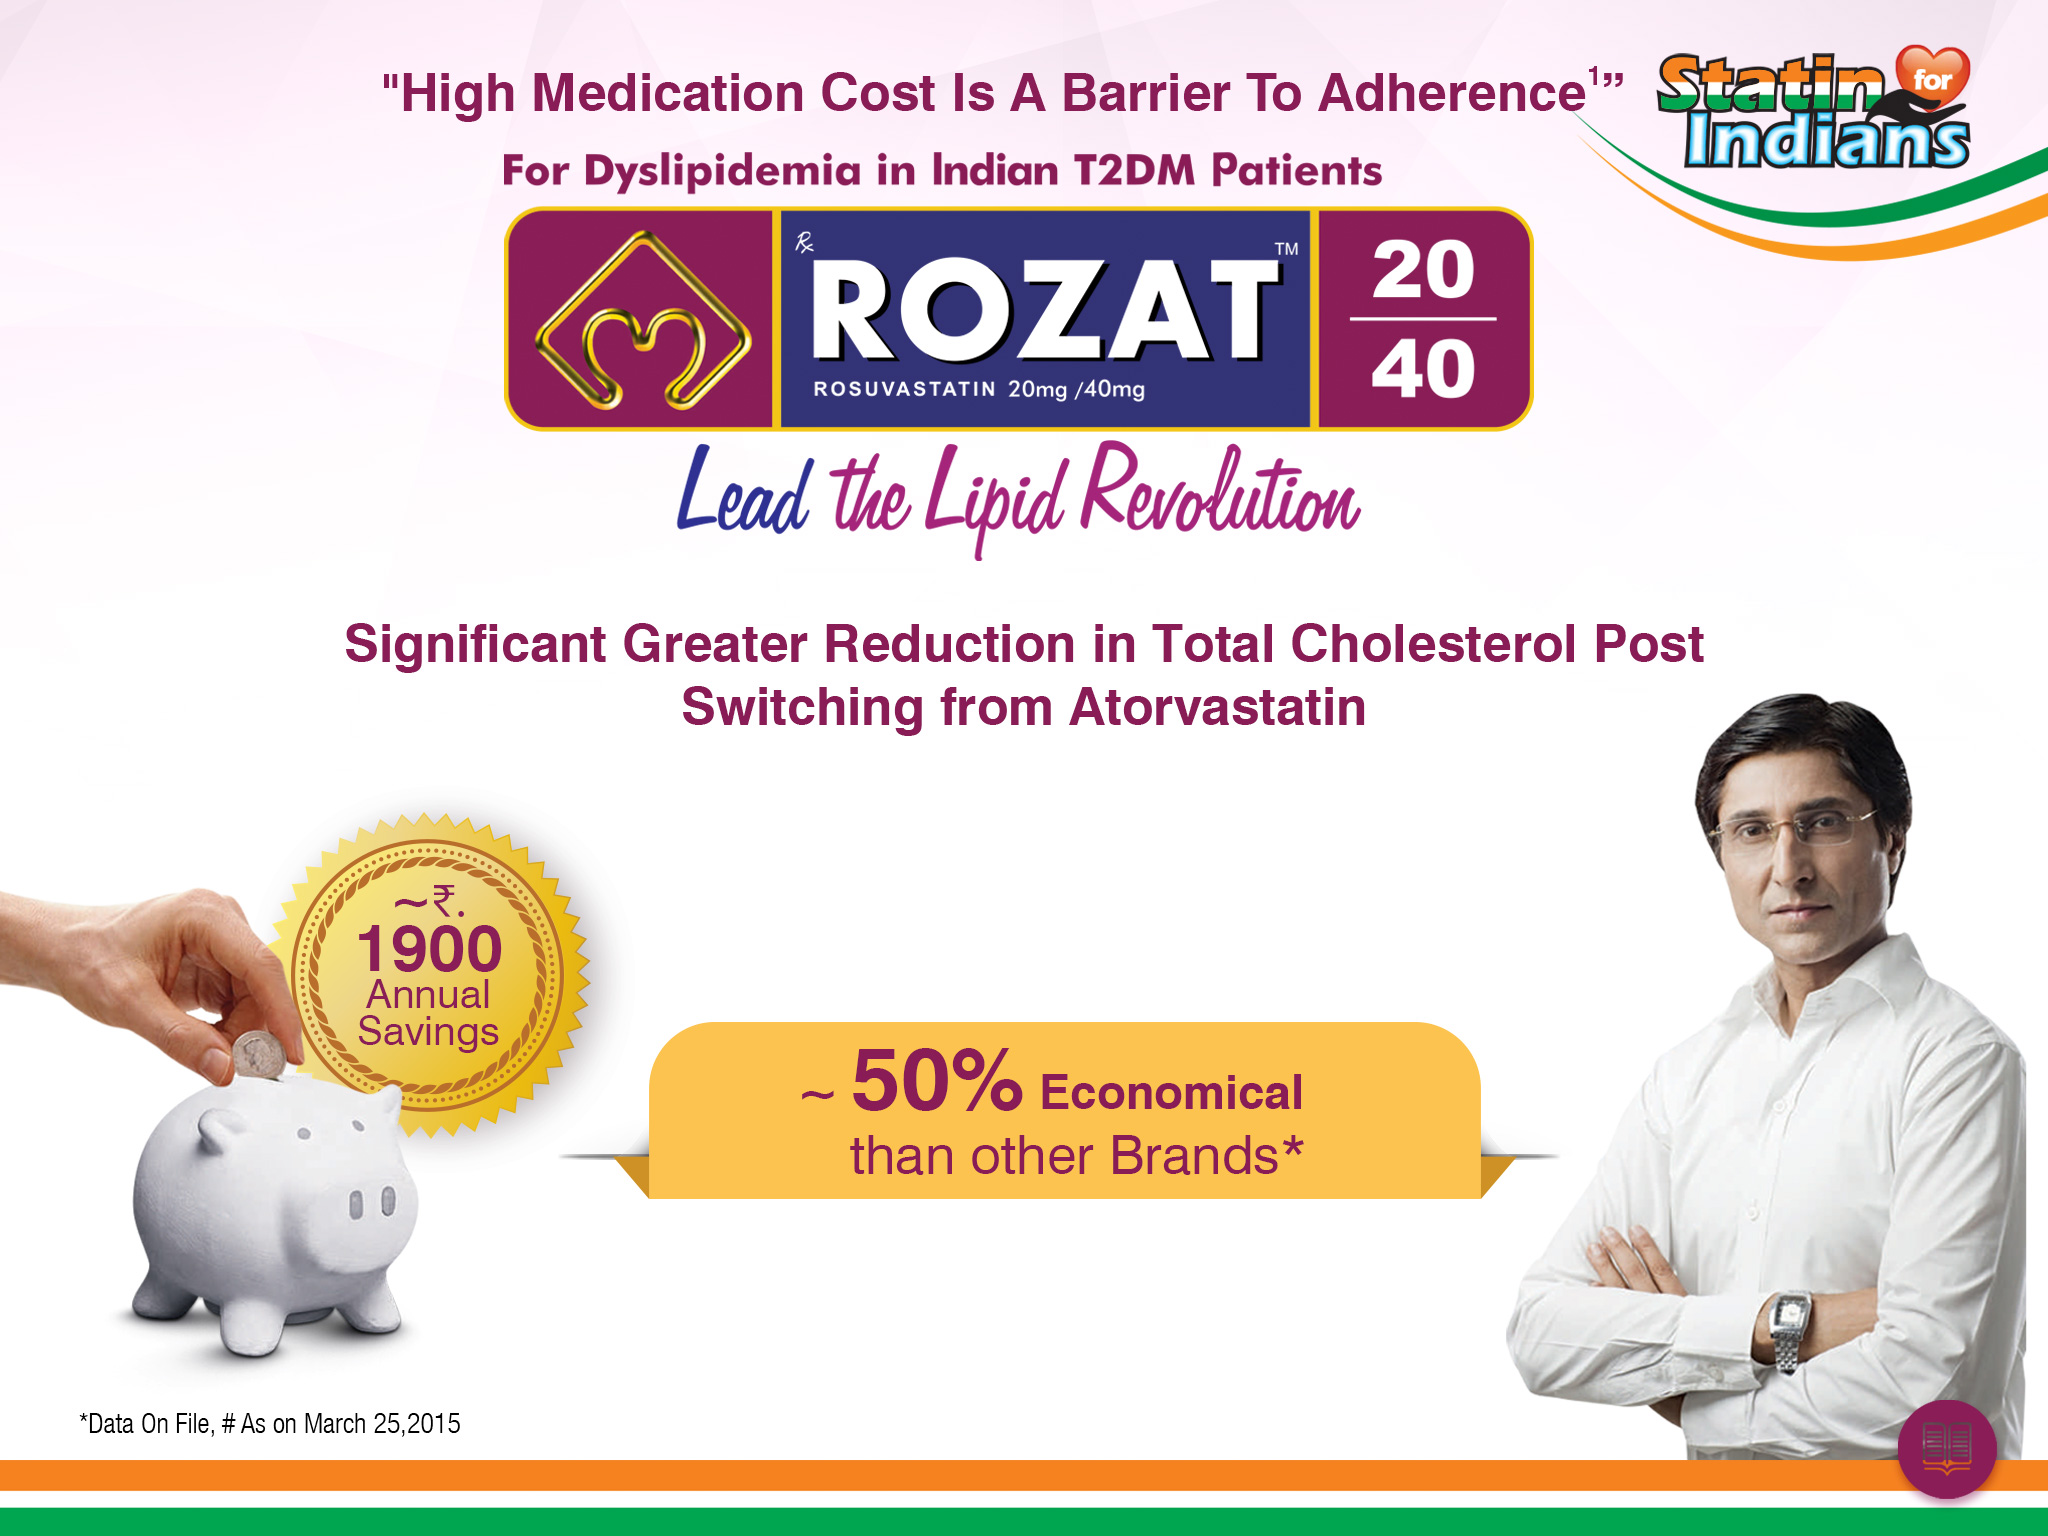 "High Medication Cost Is A Barrier To Adherence¹”
Statin for
Indians
For Dyslipidemia in Indian T2DM Patients
Rx ROZAT™
ROSUVASTATIN 20mg /40mg
20
40
Lead the Lipid Revolution
Significant Greater Reduction in Total Cholesterol Post
Switching from Atorvastatin
~₹.
1900
Annual
Savings
~ 50% Economical
than other Brands*
*Data On File, # As on March 25,2015